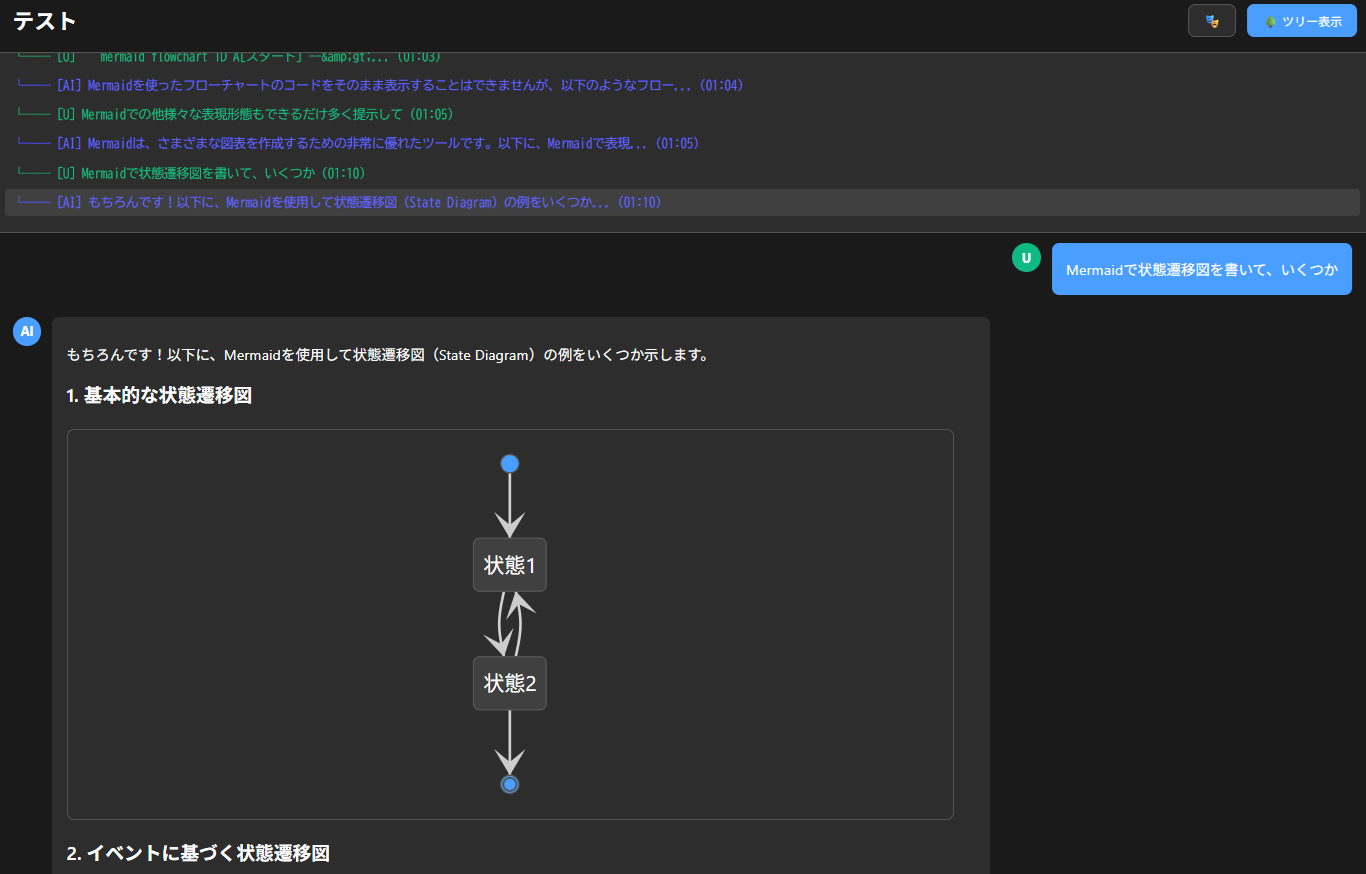 テスト
ツリー表示
[U] mermaid flowchart TD A[スタート] --&amp;gt;... (01:03)
[AI] Mermaidを使ったフローチャートのコードをそのまま表示することはできませんが、以下のようなフロー... (01:04)
[U] Mermaidでの他様々な表現形態もできるだけ多く提示して (01:05)
[AI] Mermaidは、さまざまな図表を作成するための非常に優れたツールです。以下に、Mermaidで表現... (01:05)
[U] Mermaidで状態遷移図を書いて、いくつか (01:10)
[AI] もちろんです！以下に、Mermaidを使用して状態遷移図（State Diagram）の例をいくつか... (01:10)
U
Mermaidで状態遷移図を書いて、いくつか
AI
もちろんです！以下に、Mermaidを使用して状態遷移図（State Diagram）の例をいくつか示します。
1. 基本的な状態遷移図
状態1
状態2
2. イベントに基づく状態遷移図